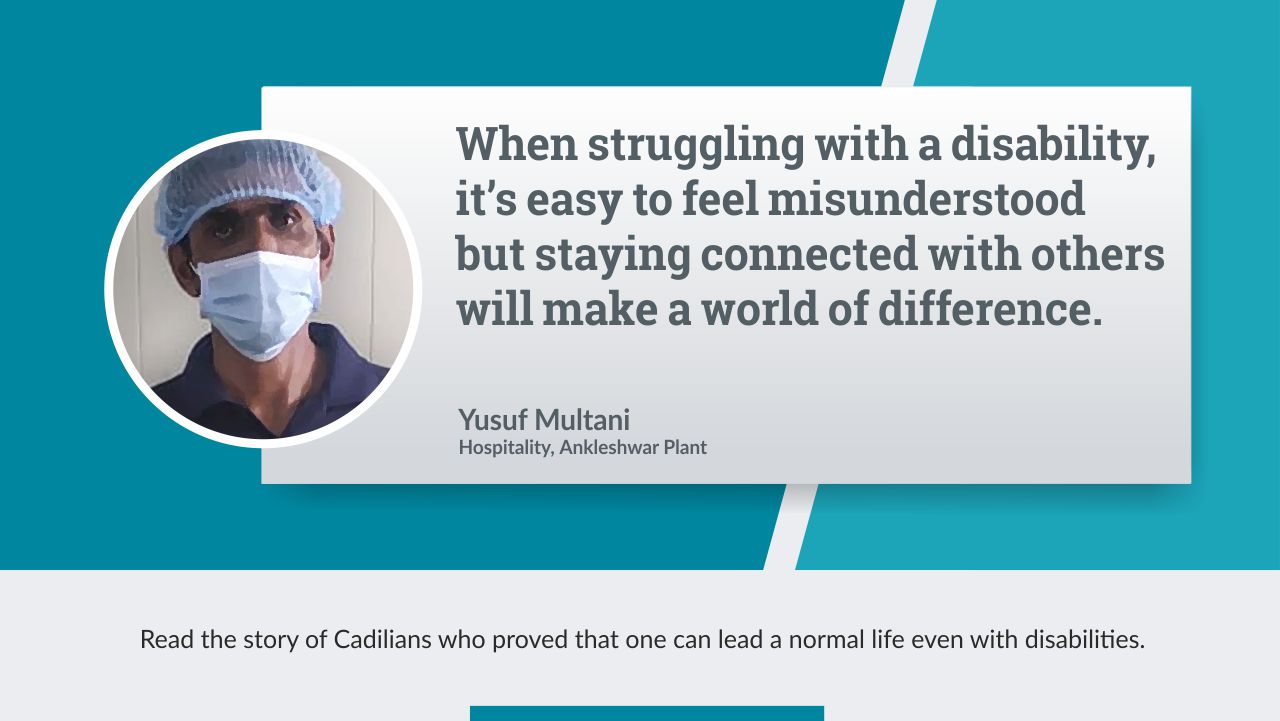 When struggling with a disability,
it’s easy to feel misunderstood
but staying connected with others
will make a world of difference.
Yusuf Multani
Hospitality, Ankleshwar Plant
Read the story of Cadilians who proved that one can lead a normal life even with disabilities.